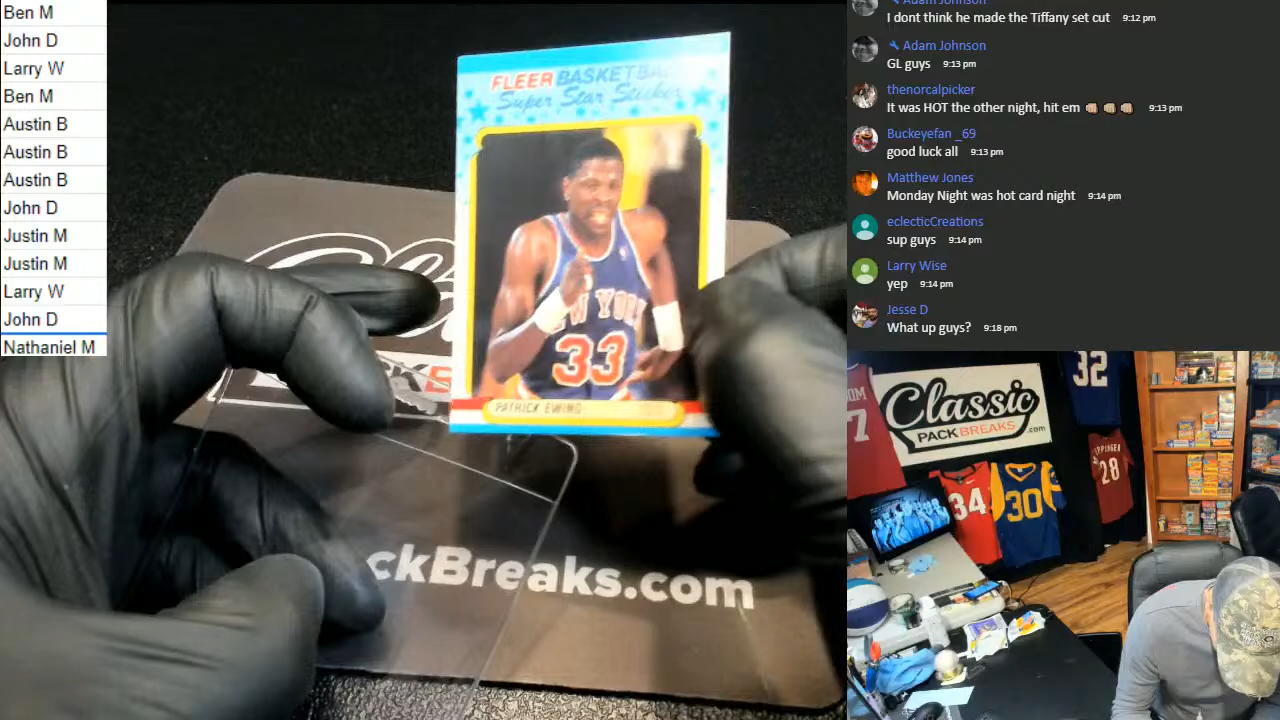 Ben M
John D
Larry W
Ben M
Austin B
Austin B
Austin B
John D
Justin M
Justin M
Larry W
John D
Nathaniel M
FLEER BASKETBA
Super Star Sticker
NEW YORK
33
PATRICK EWING
ckBreaks.com
Adam Johnson
I dont think he made the Tiffany set cut 9:12 pm
Adam Johnson
GL guys 9:13 pm
thenorcalpicker
It was HOT the other night, hit em 👊🏽👊🏽👊🏽 9:13 pm
Buckeyefan _69
good luck all 9:13 pm
Matthew Jones
Monday Night was hot card night 9:14 pm
eclecticCreations
sup guys 9:14 pm
Larry Wise
yep 9:14 pm
Jesse D
What up guys? 9:18 pm
32
7
Classic
PACKBREAKS.com
34
30
28